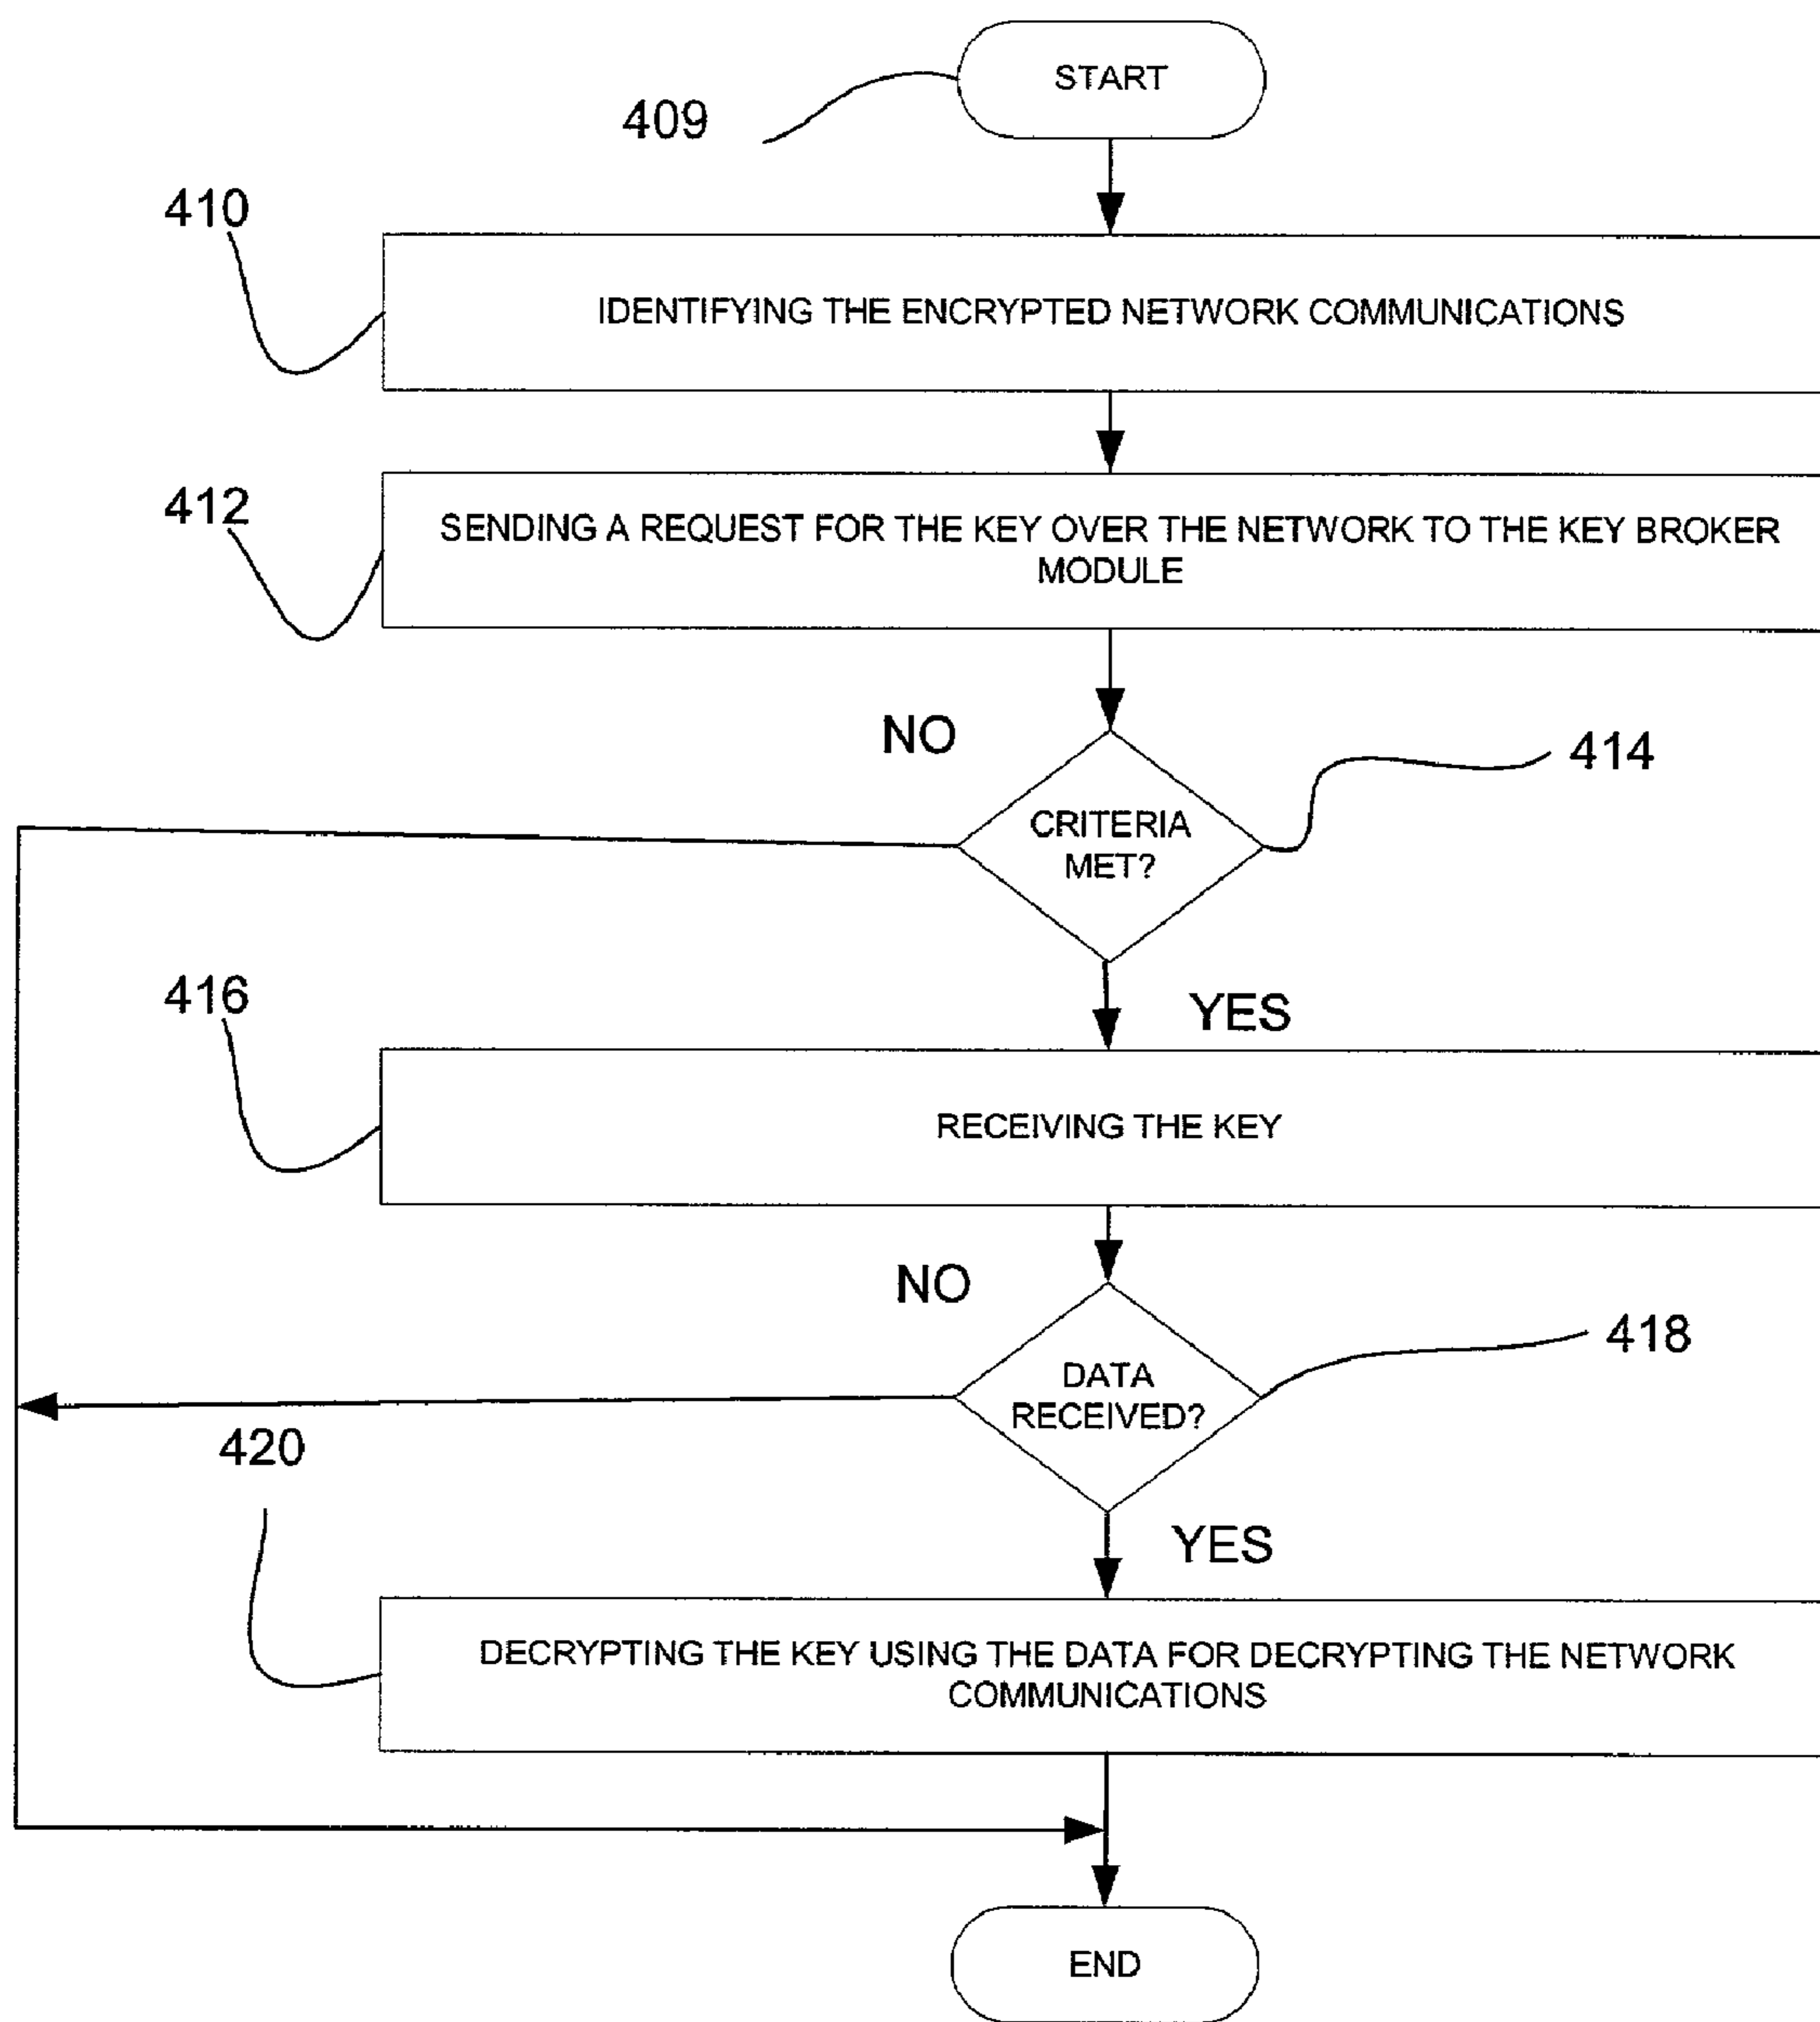 START
409
410
IDENTIFYING THE ENCRYPTED NETWORK COMMUNICATIONS
412
SENDING A REQUEST FOR THE KEY OVER THE NETWORK TO THE KEY BROKER
MODULE
NO
414
CRITERIA
MET?
416
YES
RECEIVING THE KEY
NO
418
DATA
RECEIVED?
420
YES
DECRYPTING THE KEY USING THE DATA FOR DECRYPTING THE NETWORK
COMMUNICATIONS
END